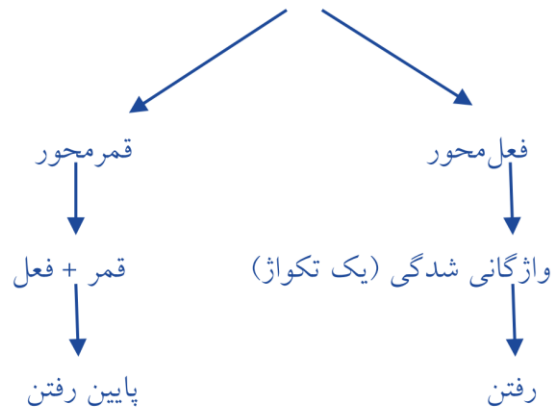 فعل‌محور
قمرمحور
واژگانی شدگی (یک تکواژ)
قمر + فعل
رفتن
پایین رفتن